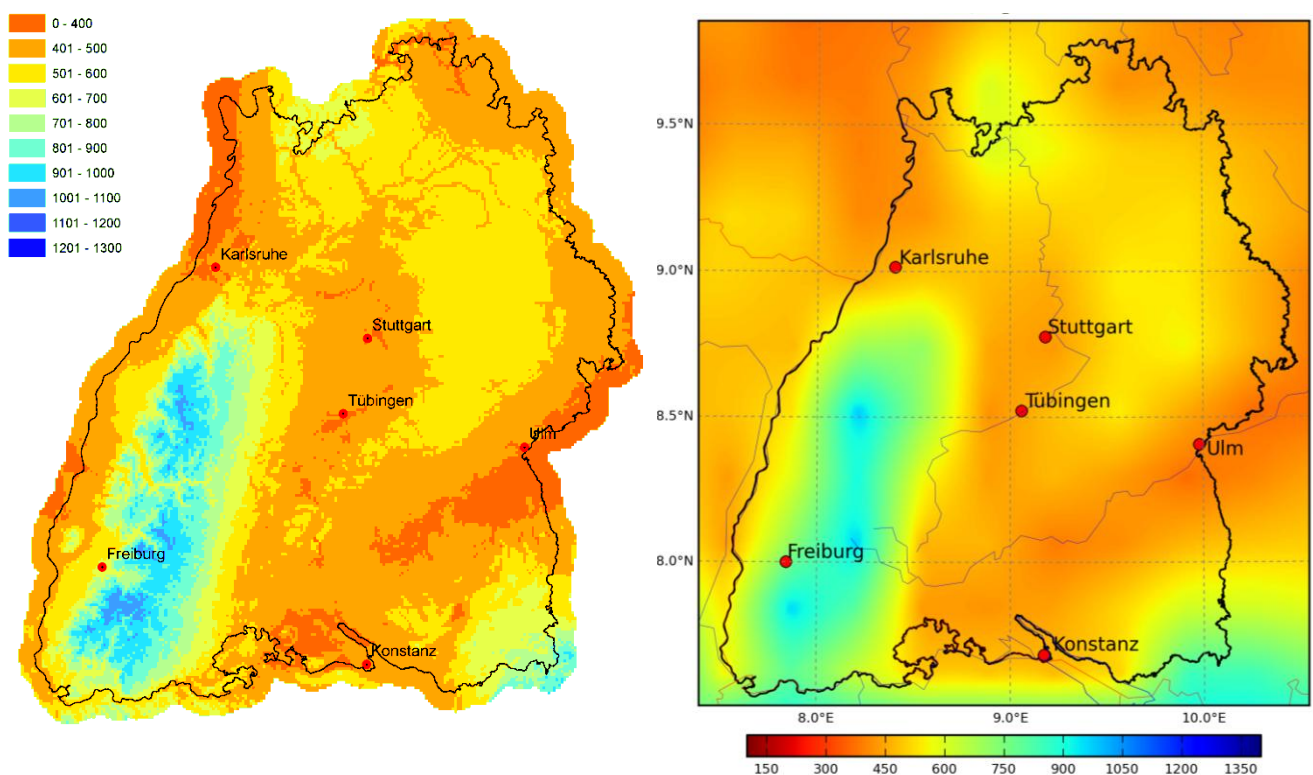 0 - 400
401 - 500
501 - 600
601 - 700
701 - 800
801 - 900
901 - 1000
1001 - 1100
1101 - 1200
1201 - 1300
Karlsruhe
Stuttgart
Tübingen
Ulm
Freiburg
Konstanz
9.5°N
9.0°N
8.5°N
8.0°N
Karlsruhe
Stuttgart
Tübingen
Ulm
Freiburg
Konstanz
8.0°E 9.0°E 10.0°E
150 300 450 600 750 900 1050 1200 1350